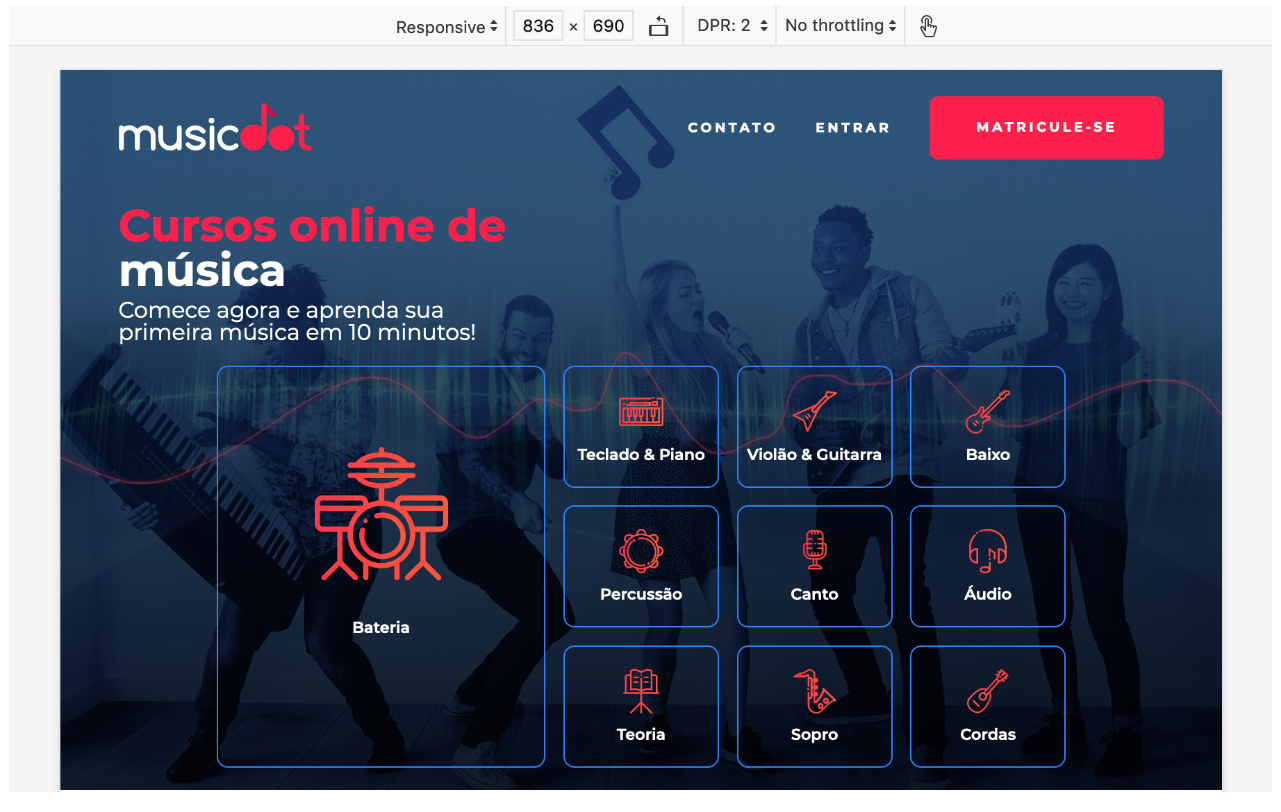 Responsive 836 × 690 DPR: 2 No throttling
musicdot CONTATO ENTRAR MATRICULE-SE
Cursos online de
música
Comece agora e aprenda sua
primeira música em 10 minutos!
Teclado & Piano Violão & Guitarra Baixo
Percussão Canto Áudio
Bateria
Teoria Sopro Cordas